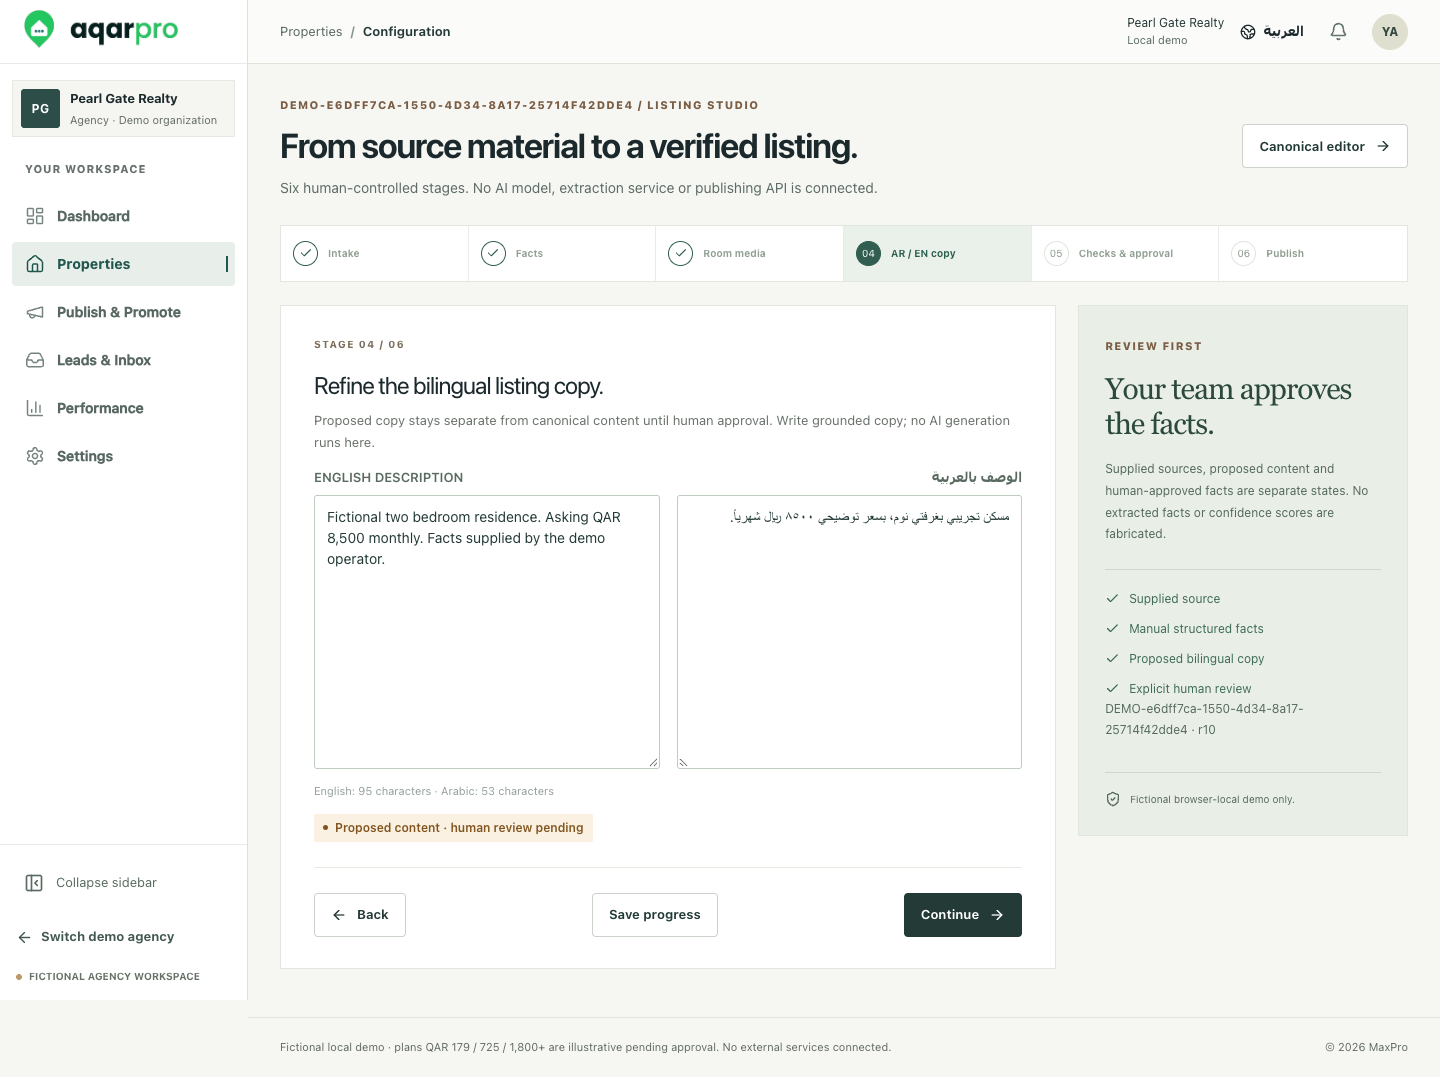 aqarpro
Properties / Configuration
Pearl Gate Realty
Local demo
العربية
YA
PG
Pearl Gate Realty
Agency · Demo organization
YOUR WORKSPACE
Dashboard
Properties
Publish & Promote
Leads & Inbox
Performance
Settings
Collapse sidebar
Switch demo agency
FICTIONAL AGENCY WORKSPACE
DEMO-E6DFF7CA-1550-4D34-8A17-25714F42DDE4 / LISTING STUDIO
From source material to a verified listing.
Six human-controlled stages. No AI model, extraction service or publishing API is connected.
Canonical editor
Intake
Facts
Room media
04 AR / EN copy
05 Checks & approval
06 Publish
STAGE 04 / 06
Refine the bilingual listing copy.
Proposed copy stays separate from canonical content until human approval. Write grounded copy; no AI generation
runs here.
ENGLISH DESCRIPTION
الوصف بالعربية
Fictional two bedroom residence. Asking QAR
8,500 monthly. Facts supplied by the demo
operator.
مسكن تجريبي بغرفتي نوم، بسعر توضيحي ٨٥٠٠ ريال شهرياً.
English: 95 characters · Arabic: 53 characters
Proposed content · human review pending
Back
Save progress
Continue
REVIEW FIRST
Your team approves
the facts.
Supplied sources, proposed content and
human-approved facts are separate states. No
extracted facts or confidence scores are
fabricated.
Supplied source
Manual structured facts
Proposed bilingual copy
Explicit human review
DEMO-e6dff7ca-1550-4d34-8a17-
25714f42dde4 · r10
Fictional browser-local demo only.
Fictional local demo · plans QAR 179 / 725 / 1,800+ are illustrative pending approval. No external services connected.
© 2026 MaxPro